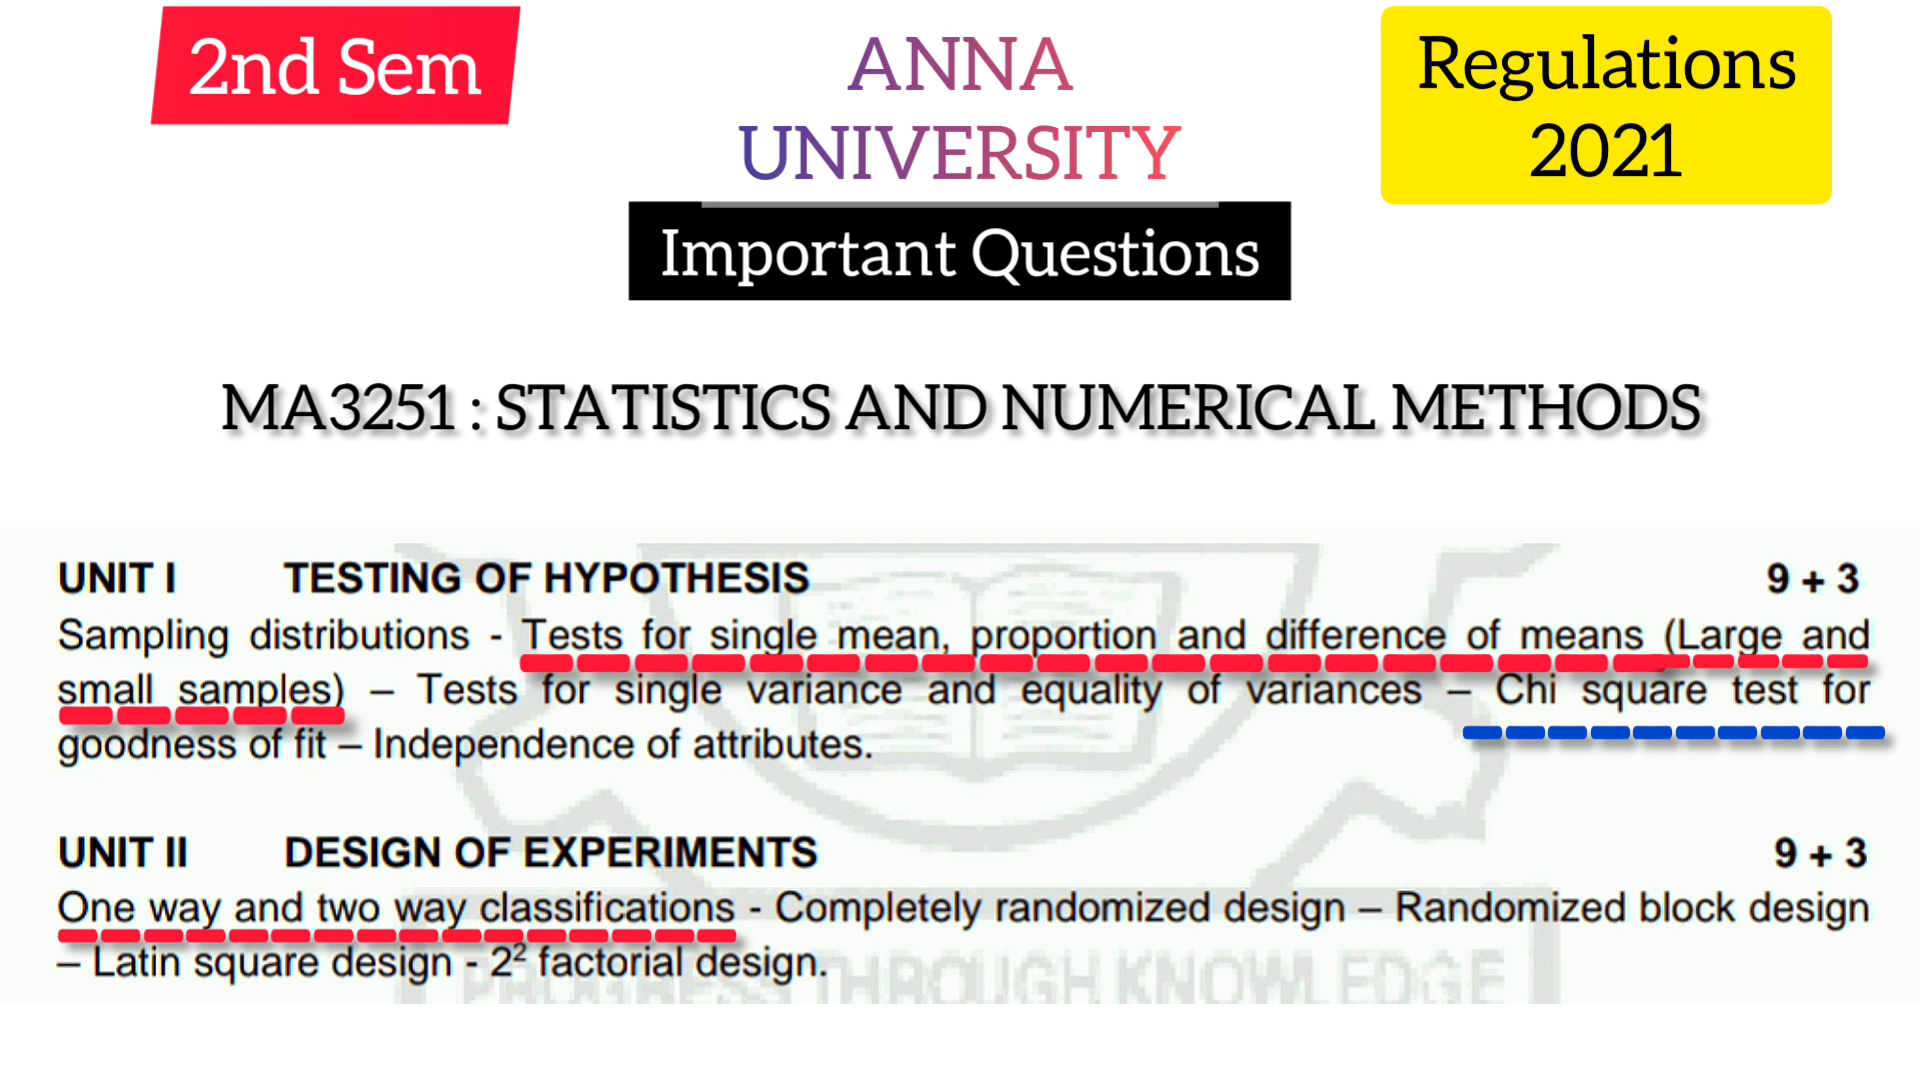 2nd Sem
ANNA
UNIVERSITY
Regulations
2021
Important Questions
MA3251 : STATISTICS AND NUMERICAL METHODS
UNIT I TESTING OF HYPOTHESIS 9 + 3
Sampling distributions - Tests for single mean, proportion and difference of means (Large and
small samples) – Tests for single variance and equality of variances – Chi square test for
goodness of fit – Independence of attributes.
UNIT II DESIGN OF EXPERIMENTS 9 + 3
One way and two way classifications - Completely randomized design – Randomized block design
– Latin square design - 2² factorial design.
PROGRESS THROUGH KNOWLEDGE